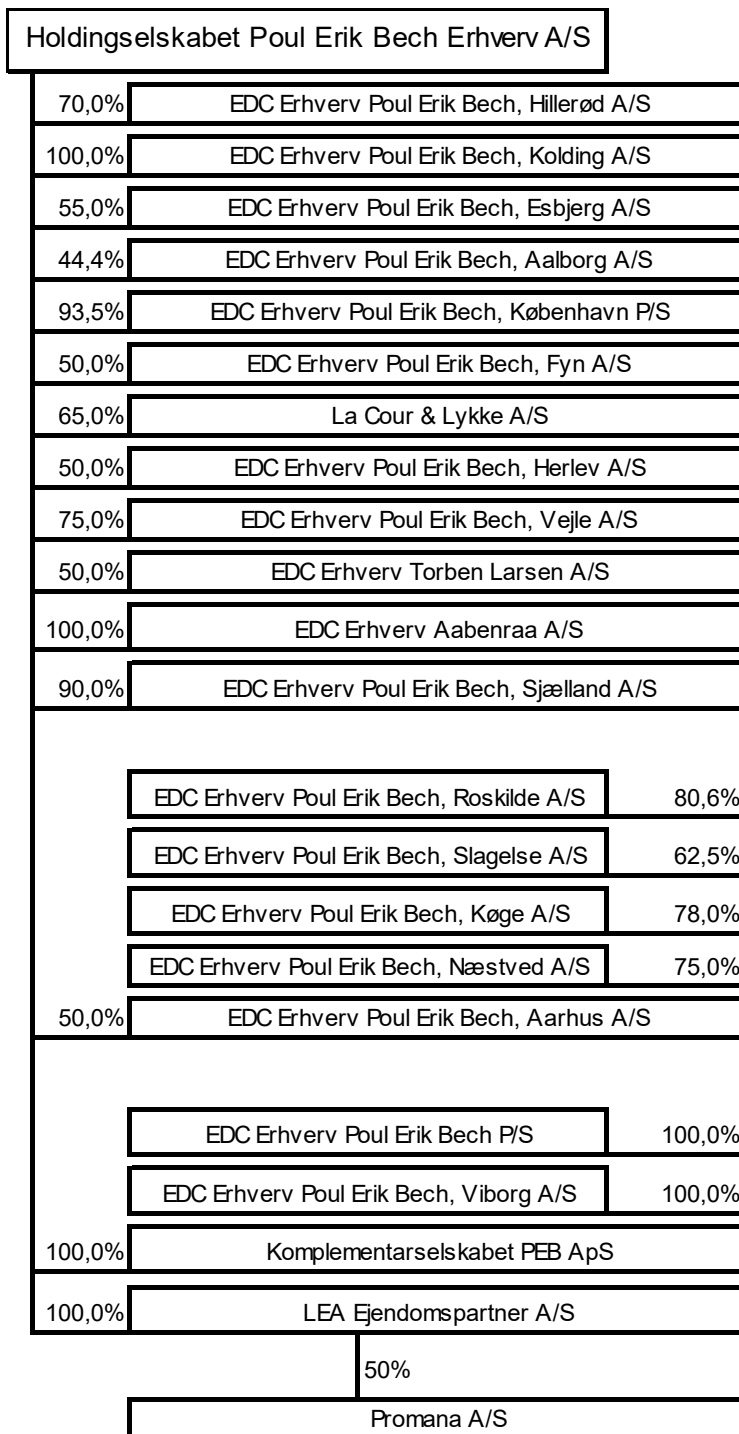 Holdingselskabet Poul Erik Bech Erhverv A/S
70,0% EDC Erhverv Poul Erik Bech, Hillerød A/S
100,0% EDC Erhverv Poul Erik Bech, Kolding A/S
55,0% EDC Erhverv Poul Erik Bech, Esbjerg A/S
44,4% EDC Erhverv Poul Erik Bech, Aalborg A/S
93,5% EDC Erhverv Poul Erik Bech, København P/S
50,0% EDC Erhverv Poul Erik Bech, Fyn A/S
65,0% La Cour & Lykke A/S
50,0% EDC Erhverv Poul Erik Bech, Herlev A/S
75,0% EDC Erhverv Poul Erik Bech, Vejle A/S
50,0% EDC Erhverv Torben Larsen A/S
100,0% EDC Erhverv Aabenraa A/S
90,0% EDC Erhverv Poul Erik Bech, Sjælland A/S
EDC Erhverv Poul Erik Bech, Roskilde A/S 80,6%
EDC Erhverv Poul Erik Bech, Slagelse A/S 62,5%
EDC Erhverv Poul Erik Bech, Køge A/S 78,0%
EDC Erhverv Poul Erik Bech, Næstved A/S 75,0%
50,0% EDC Erhverv Poul Erik Bech, Aarhus A/S
EDC Erhverv Poul Erik Bech P/S 100,0%
EDC Erhverv Poul Erik Bech, Viborg A/S 100,0%
100,0% Komplementarselskabet PEB ApS
100,0% LEA Ejendomspartner A/S
50%
Promana A/S